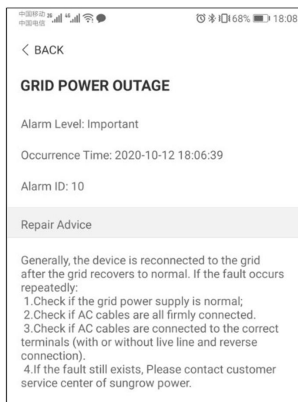 中国移动 2G 4G 68% 18:08
中国电信
< BACK
GRID POWER OUTAGE
Alarm Level: Important
Occurrence Time: 2020-10-12 18:06:39
Alarm ID: 10
Repair Advice
Generally, the device is reconnected to the grid
after the grid recovers to normal. If the fault occurs
repeatedly:
1.Check if the grid power supply is normal;
2.Check if AC cables are all firmly connected.
3.Check if AC cables are connected to the correct
terminals (with or without live line and reverse
connection).
4.If the fault still exists, Please contact customer
service center of sungrow power.